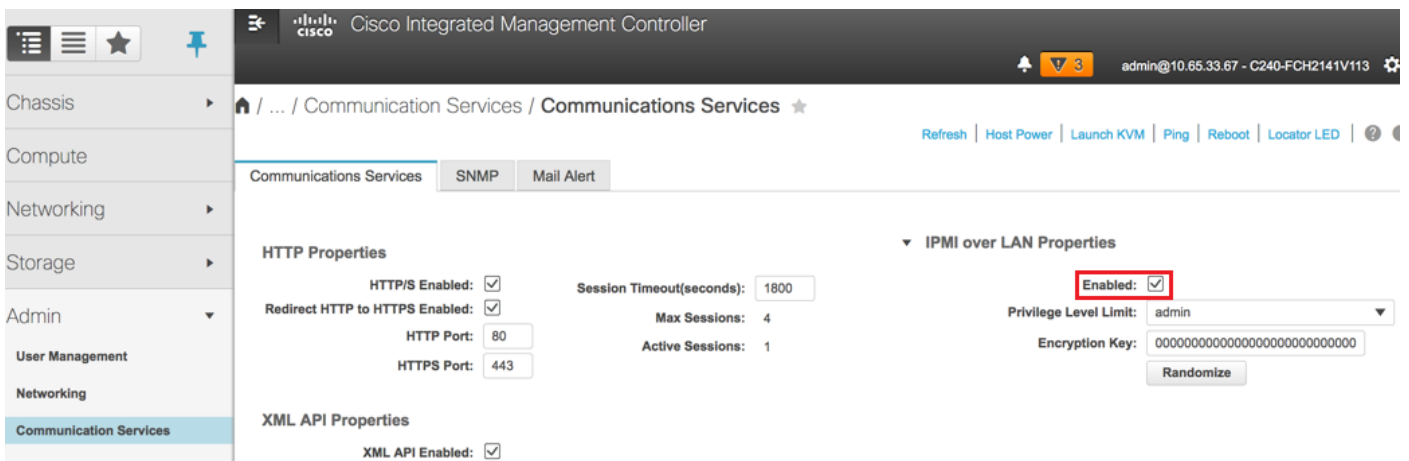 cisco Cisco Integrated Management Controller
3 admin@10.65.33.67 - C240-FCH2141V113
/ ... / Communication Services / Communications Services
Refresh | Host Power | Launch KVM | Ping | Reboot | Locator LED | ?
Chassis
Compute
Networking
Storage
Admin
User Management
Networking
Communication Services
Communications Services SNMP Mail Alert
HTTP Properties
HTTP/S Enabled:
Redirect HTTP to HTTPS Enabled:
HTTP Port: 80
HTTPS Port: 443
Session Timeout(seconds): 1800
Max Sessions: 4
Active Sessions: 1
XML API Properties
XML API Enabled:
IPMI over LAN Properties
Enabled:
Privilege Level Limit: admin
Encryption Key: 0000000000000000000000000000
Randomize